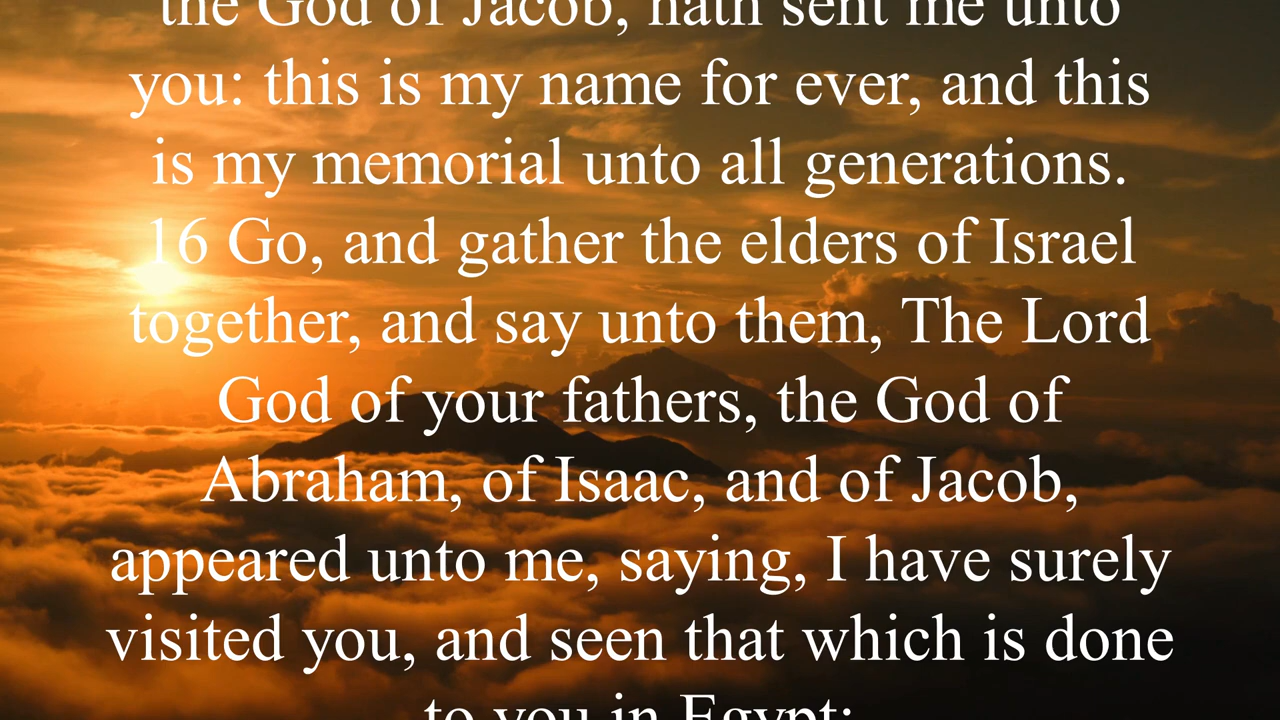 the God of Jacob, hath sent me unto
you: this is my name for ever, and this
is my memorial unto all generations.
16 Go, and gather the elders of Israel
together, and say unto them, The Lord
God of your fathers, the God of
Abraham, of Isaac, and of Jacob,
appeared unto me, saying, I have surely
visited you, and seen that which is done
to you in Egypt: